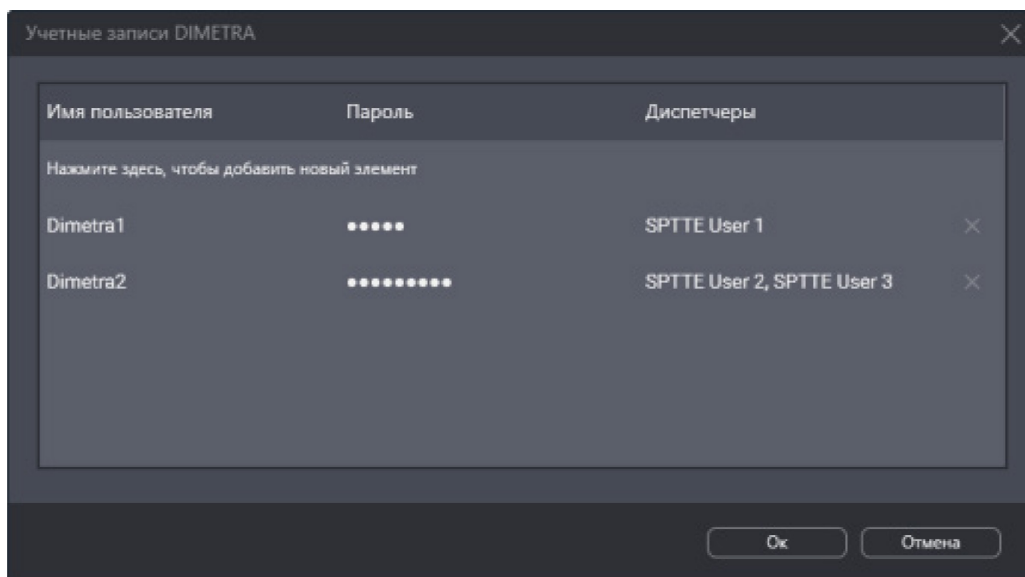 Учетные записи DIMETRA
Имя пользователя Пароль Диспетчеры
Нажмите здесь, чтобы добавить новый элемент
Dimetra1 ••••• SPTTE User 1
Dimetra2 ••••••••• SPTTE User 2, SPTTE User 3
Ок Отмена